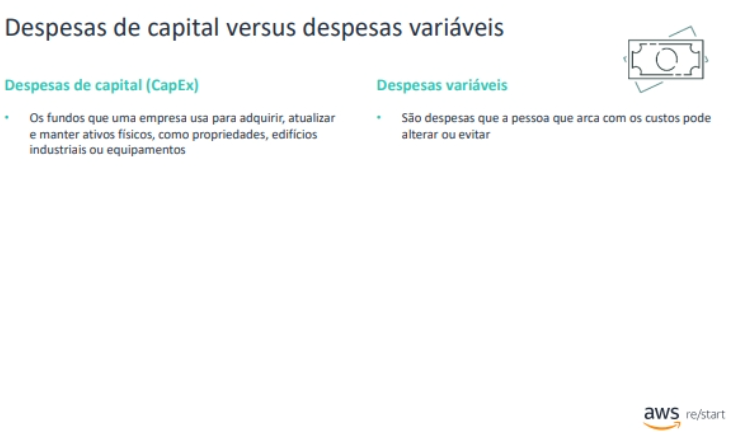 Despesas de capital versus despesas variáveis
Despesas de capital (CapEx)
• Os fundos que uma empresa usa para adquirir, atualizar
e manter ativos físicos, como propriedades, edifícios
industriais ou equipamentos
Despesas variáveis
• São despesas que a pessoa que arca com os custos pode
alterar ou evitar
aws re/start